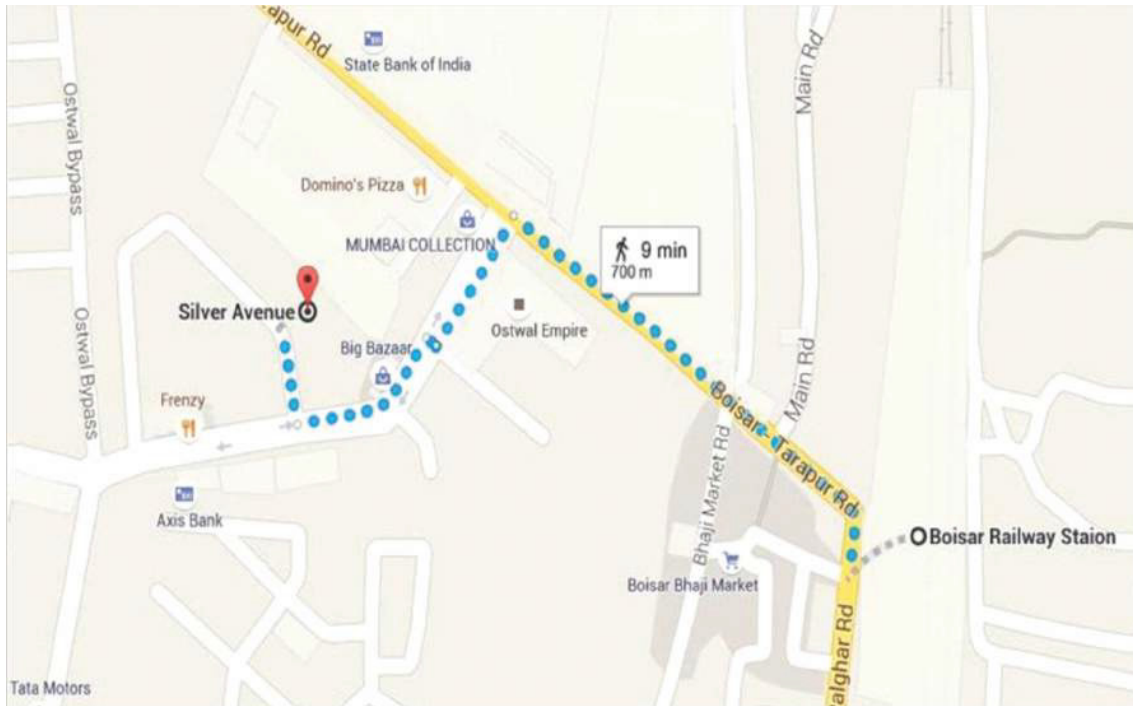 arapur Rd
State Bank of India
Main Rd
Ostwal Bypass
Domino's Pizza
MUMBAI COLLECTION
9 min
700 m
Silver Avenue
Ostwal Empire
Big Bazaar
Ostwal Bypass
Main Rd
Frenzy
Boisar - Tarapur Rd
Bhaji Market Rd
Axis Bank
Boisar Railway Staion
Boisar Bhaji Market
alghar Rd
Tata Motors